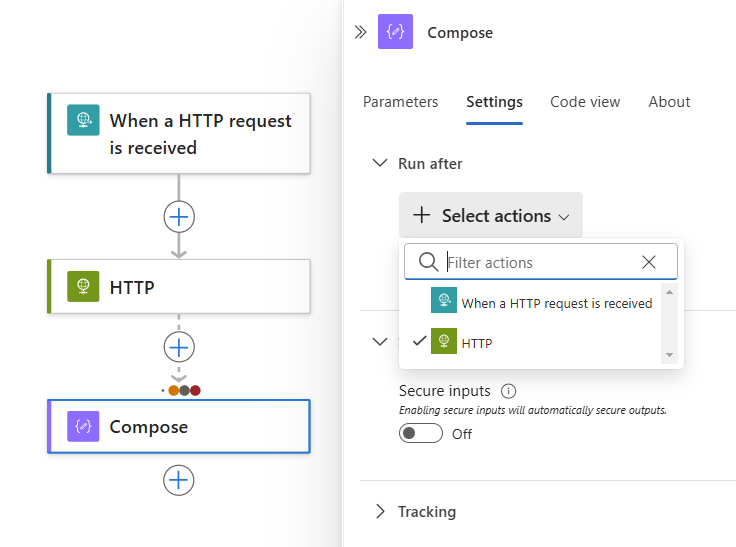 When a HTTP request
is received
HTTP
Compose
Compose
Parameters
Settings
Code view
About
Run after
Select actions
Filter actions
When a HTTP request is received
HTTP
Secure inputs
Enabling secure inputs will automatically secure outputs.
Off
Tracking